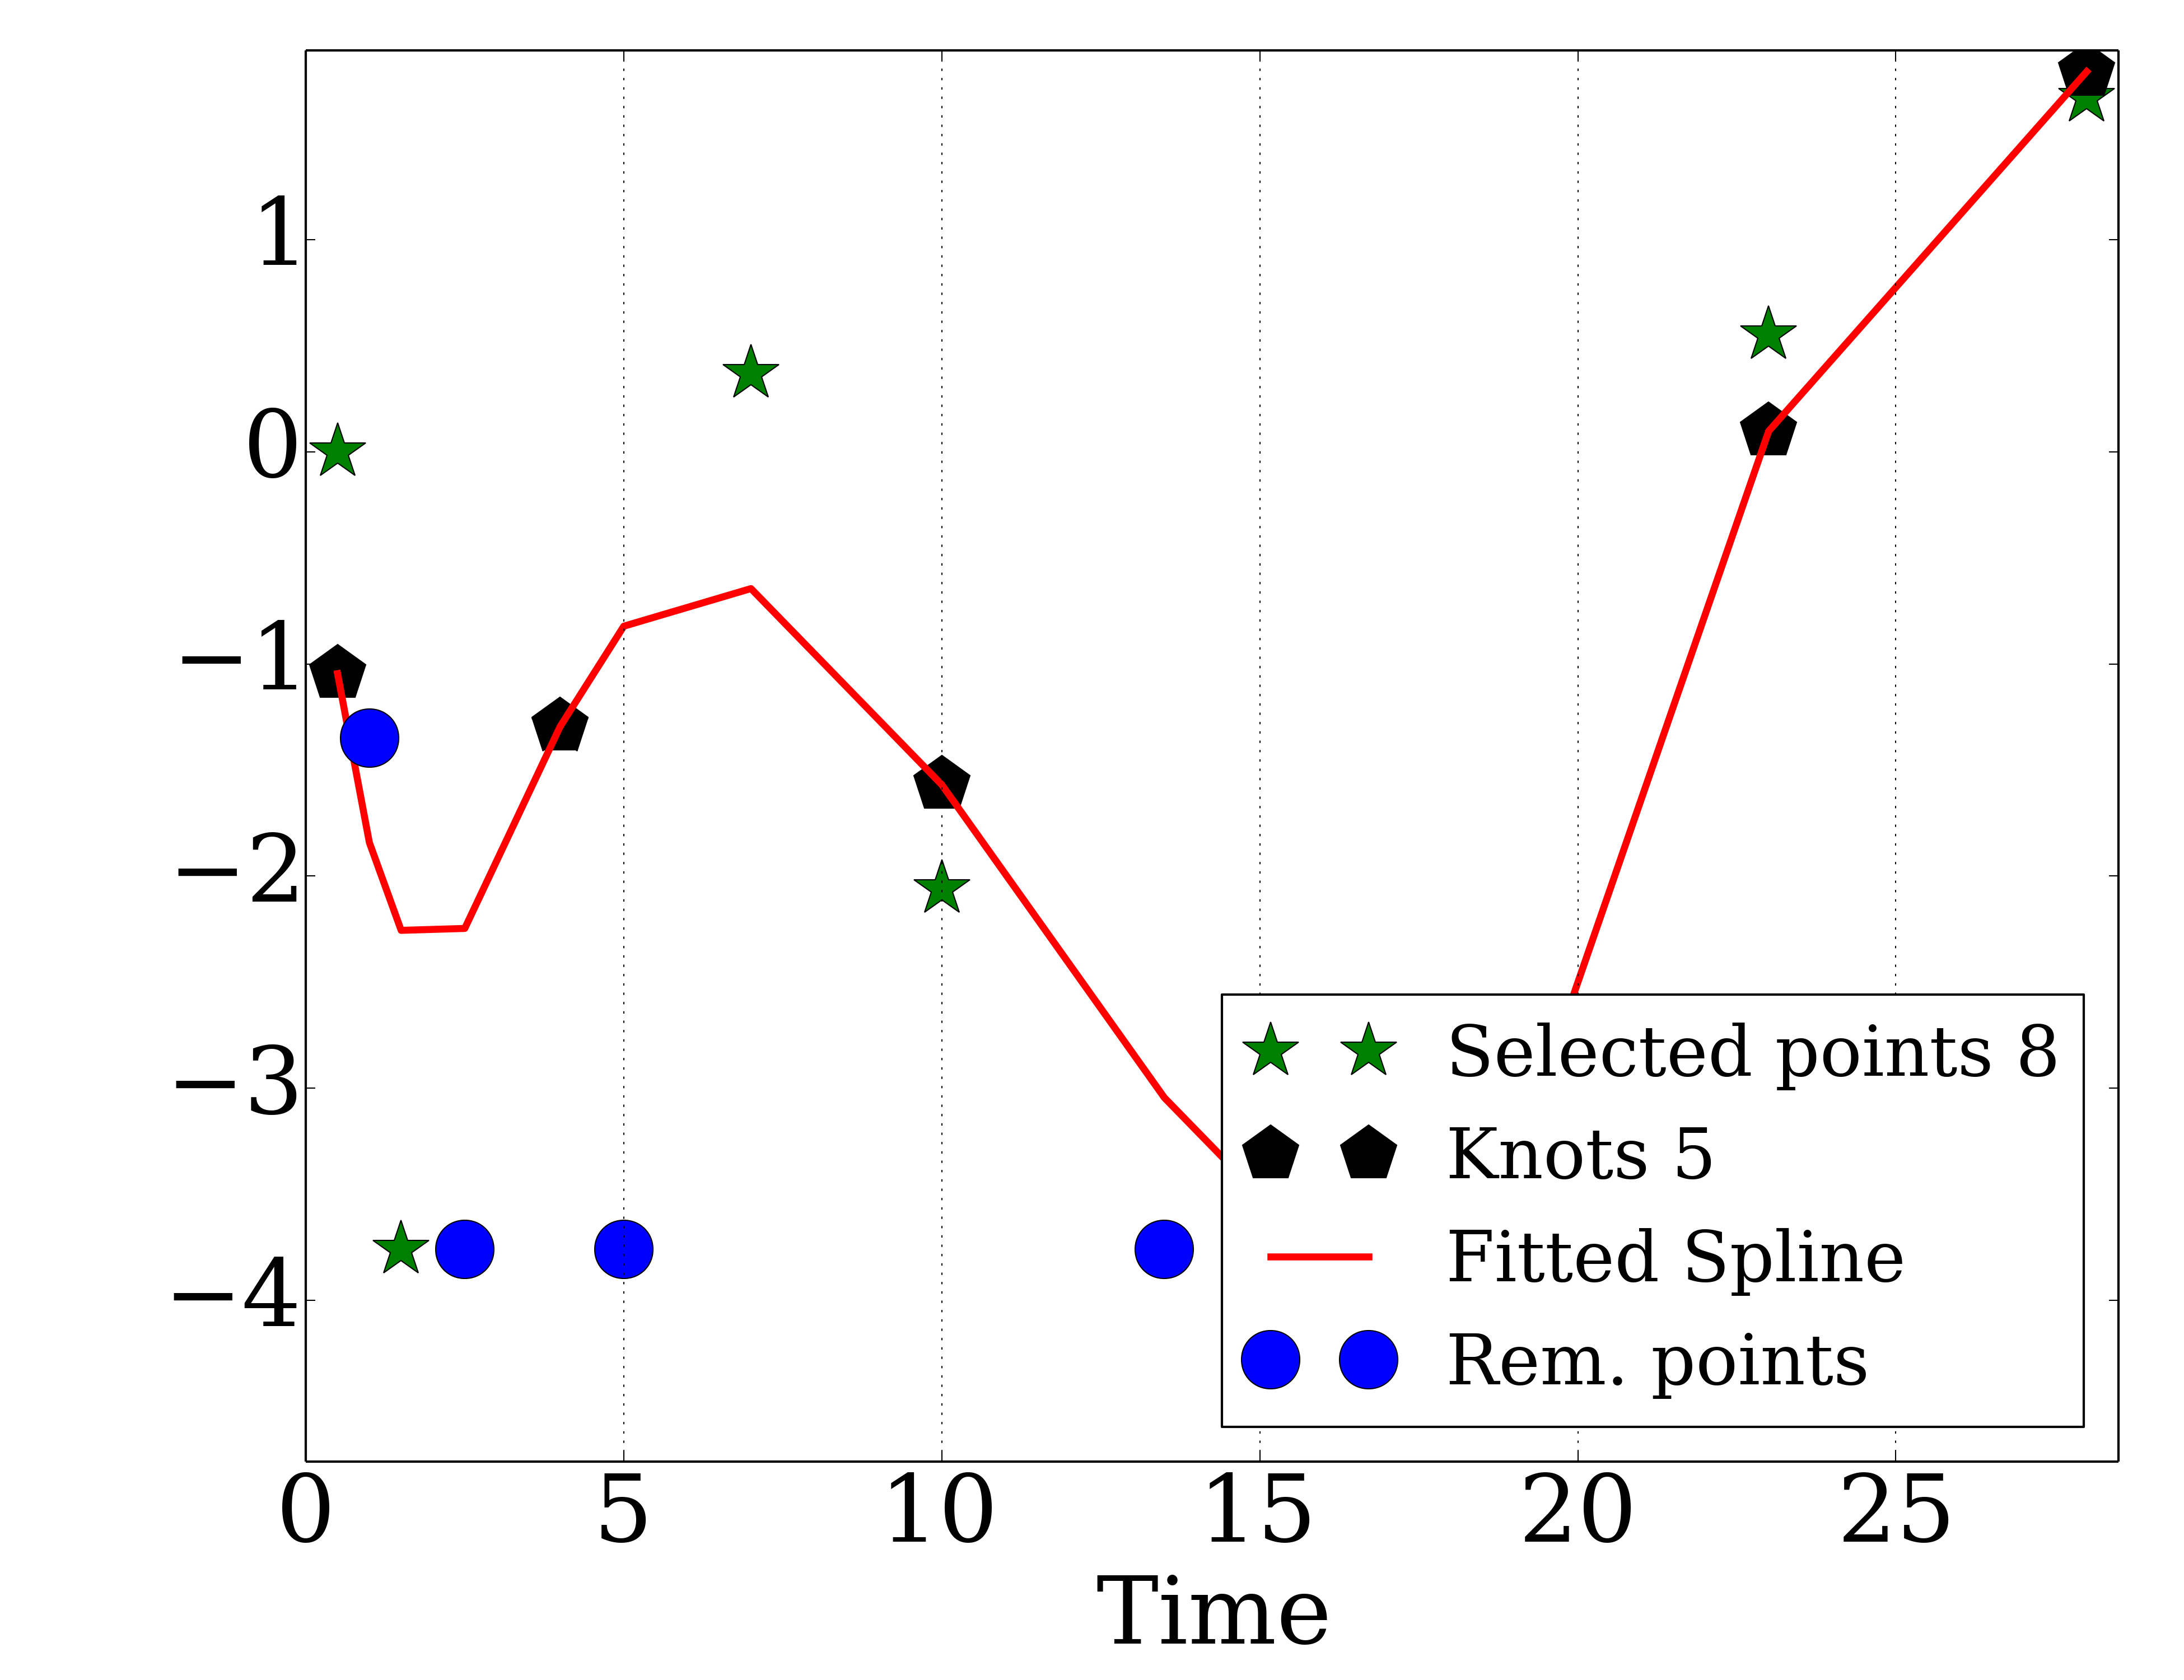 1
0
−1
−2
−3
−4
Selected points 8
Knots 5
Fitted Spline
Rem. points
0 5 10 15 20 25
Time